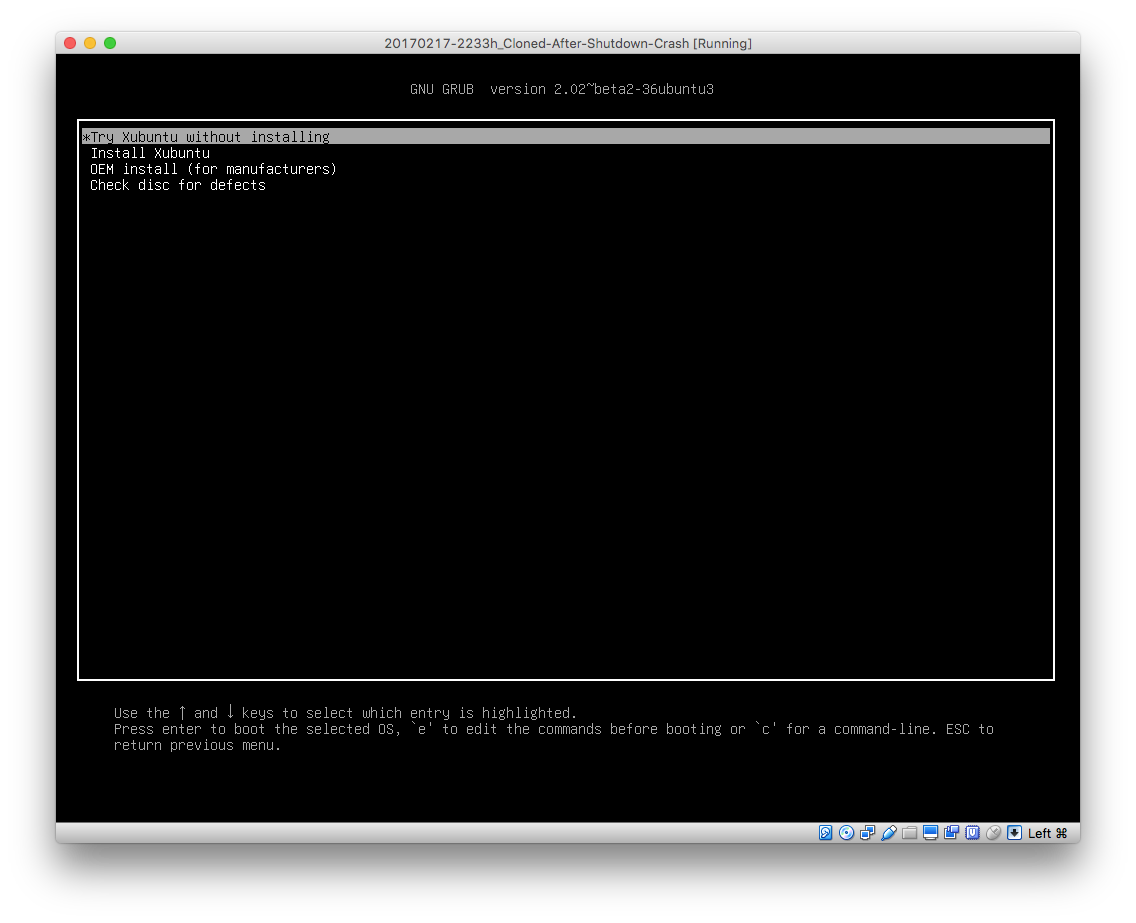 20170217-2233h_Cloned-After-Shutdown-Crash [Running]
GNU GRUB  version 2.02~beta2-36ubuntu3
*Try Xubuntu without installing
Install Xubuntu
OEM install (for manufacturers)
Check disc for defects
Use the ↑ and ↓ keys to select which entry is highlighted.
Press enter to boot the selected OS, `e' to edit the commands before booting or `c' for a command-line. ESC to
return previous menu.
Left ⌘